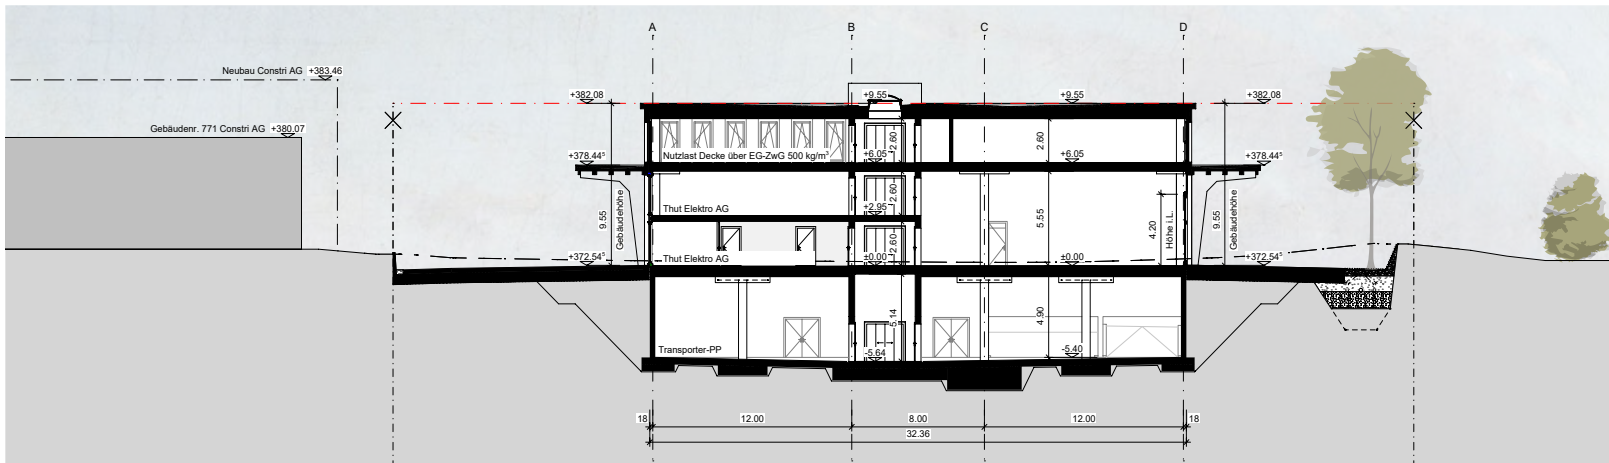 A B C D
Neubau Constri AG +383.46
+382.08 +9.55 +9.55 +382.08
Gebäudenr. 771 Constri AG +380.07
2.60 2.60
+378.44⁵ Nutzlast Decke über EG-ZwG 500 kg/m³ +6.05 +6.05 +378.44⁵
2.60
Thut Elektro AG +2.95
9.55 Gebäudehöhe 5.55 4.20 Höhe i.L. 9.55 Gebäudehöhe
2.60
+372.54⁵ Thut Elektro AG ±0.00 ±0.00 +372.54⁵
5.14 4.90
Transporter-PP -5.64 -5.40
18 12.00 8.00 12.00 18
32.36